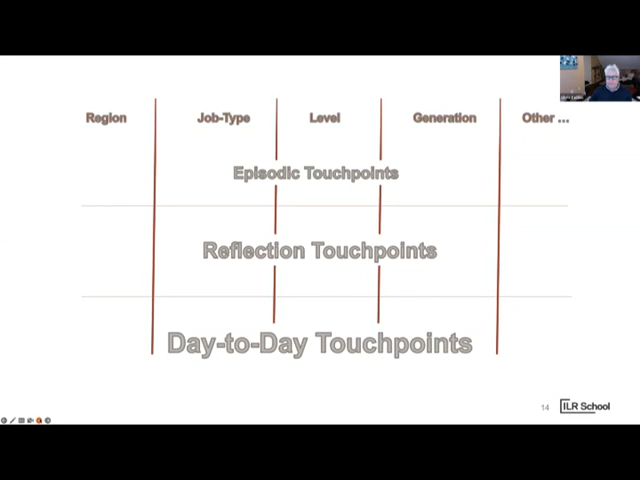 Region Job-Type Level Generation Other ...
Episodic Touchpoints
Reflection Touchpoints
Day-to-Day Touchpoints
14 ILR School